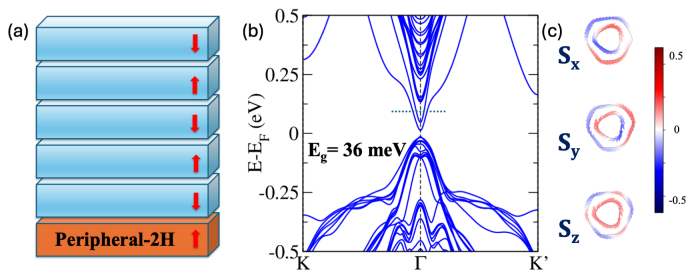 (a)
Peripheral-2H
(b)
E-E_F (eV)
0.5
0.25
0
-0.25
-0.5
E_g= 36 meV
K
Γ
K'
(c)
S_x
S_y
S_z
0.5
0
-0.5